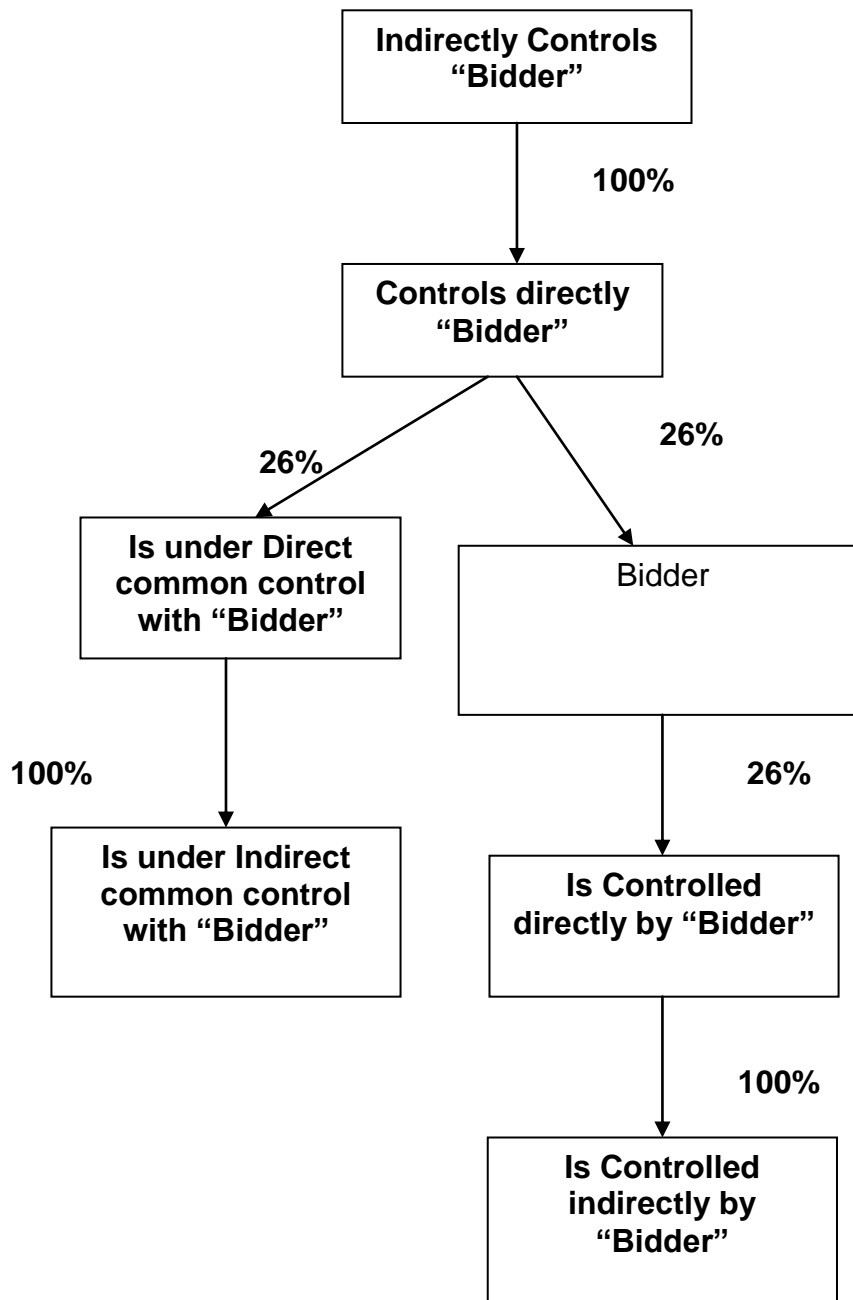 Indirectly Controls
“Bidder”
100%
Controls directly
“Bidder”
26%
26%
Is under Direct
common control
with “Bidder”
Bidder
100%
26%
Is under Indirect
common control
with “Bidder”
Is Controlled
directly by “Bidder”
100%
Is Controlled
indirectly by
“Bidder”